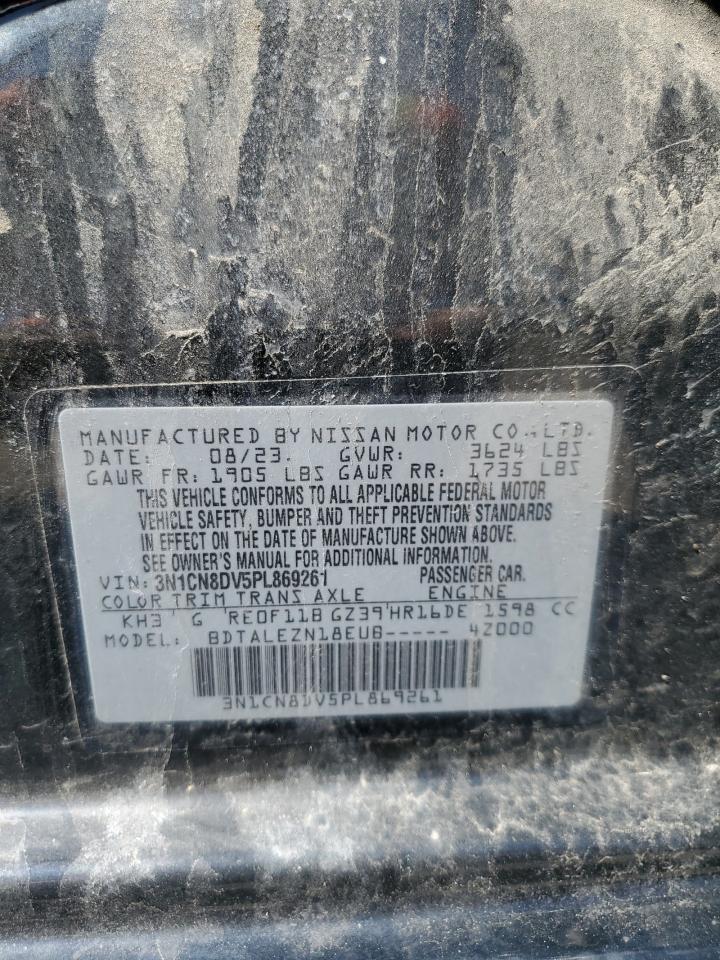 MANUFACTURED BY NISSAN MOTOR CO., LTD.
DATE: 08/23. GVWR: 3624 LBS
GAWR FR: 1905 LBS GAWR RR: 1735 LBS
THIS VEHICLE CONFORMS TO ALL APPLICABLE FEDERAL MOTOR
VEHICLE SAFETY, BUMPER AND THEFT PREVENTION STANDARDS
IN EFFECT ON THE DATE OF MANUFACTURE SHOWN ABOVE.
SEE OWNER'S MANUAL FOR ADDITIONAL INFORMATION.
VIN: 3N1CN8DV5PL869261 PASSENGER CAR.
COLOR TRIM TRANS AXLE ENGINE
KH3 G RE0F11B GZ39 HR16DE 1598 CC
MODEL: BDTALEZN18EUB----- 4Z000
3N1CN8DV5PL869261